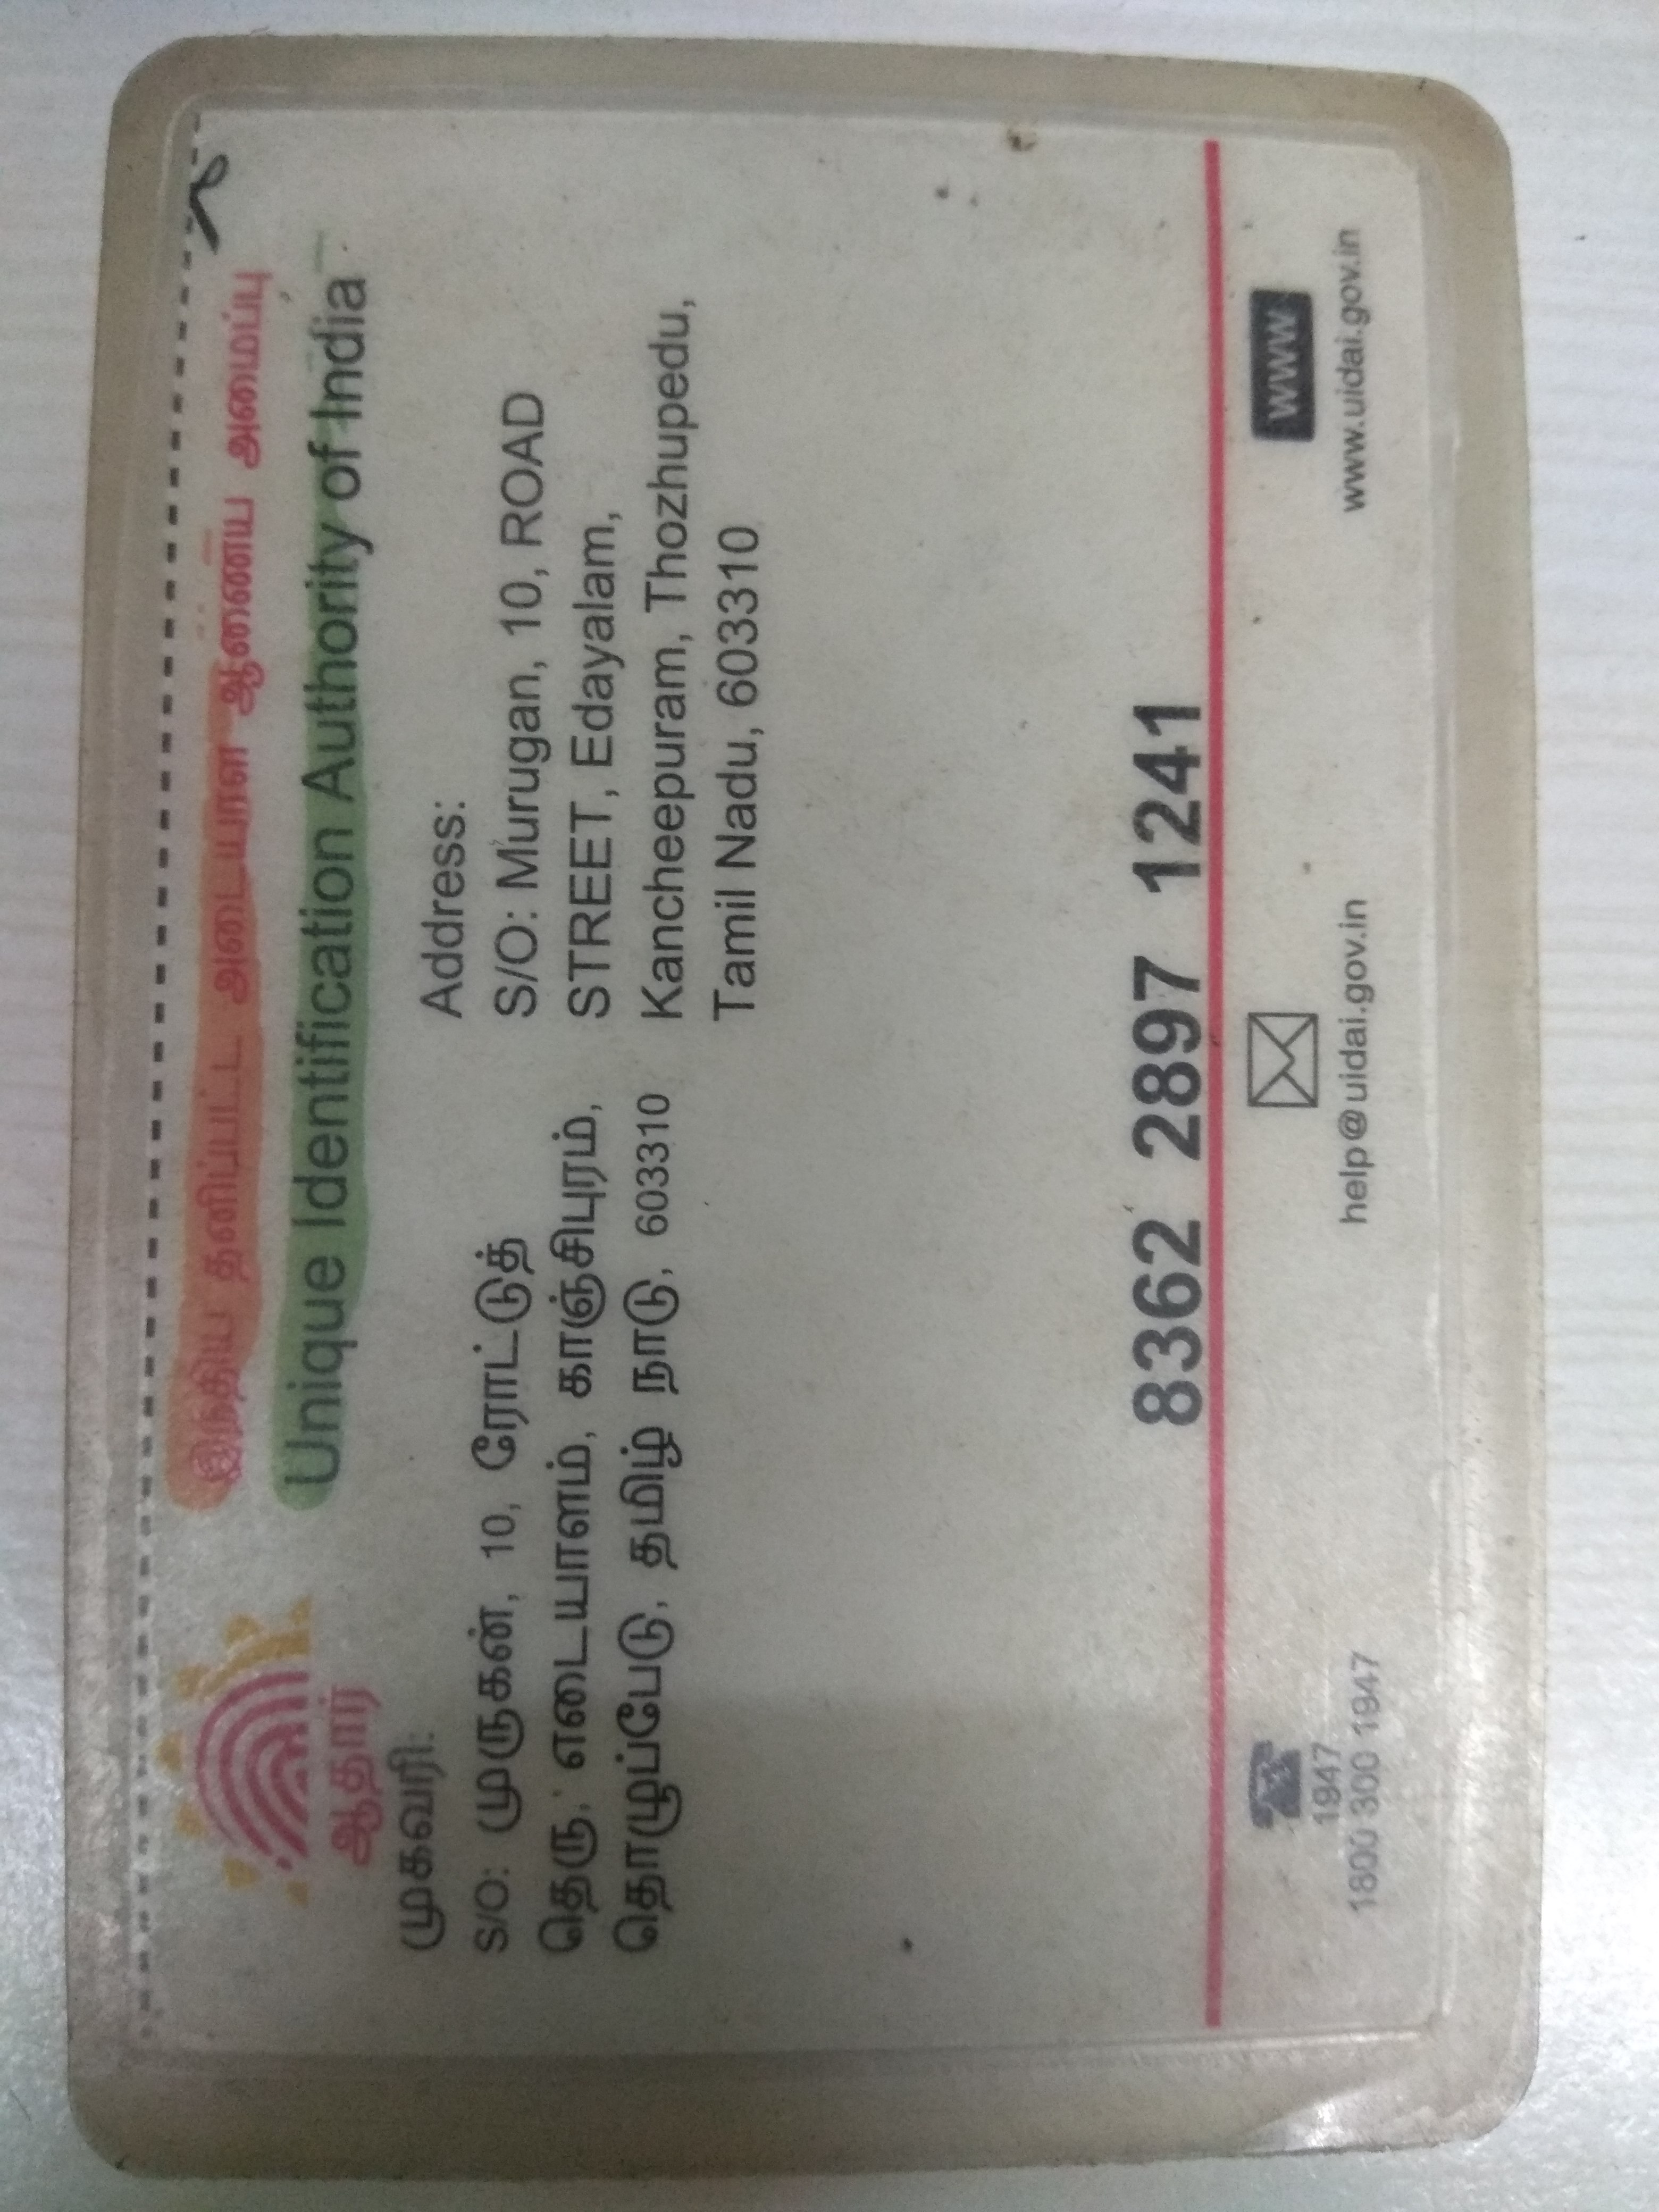 இந்திய தனிப்பட்ட அடையாள ஆணைய அமைப்பு
Unique Identification Authority of India
ஆதார்
முகவரி:
S/O: முருகன், 10, ரோட்டுத்
தெரு, எடையாளம், காஞ்சிபுரம்,
தொழுப்பேடு, தமிழ் நாடு, 603310
Address:
S/O: Murugan, 10, ROAD
STREET, Edayalam,
Kancheepuram, Thozhupedu,
Tamil Nadu, 603310
8362 2897 1241
1947
1800 300 1947
help@uidai.gov.in
WWW
www.uidai.gov.in